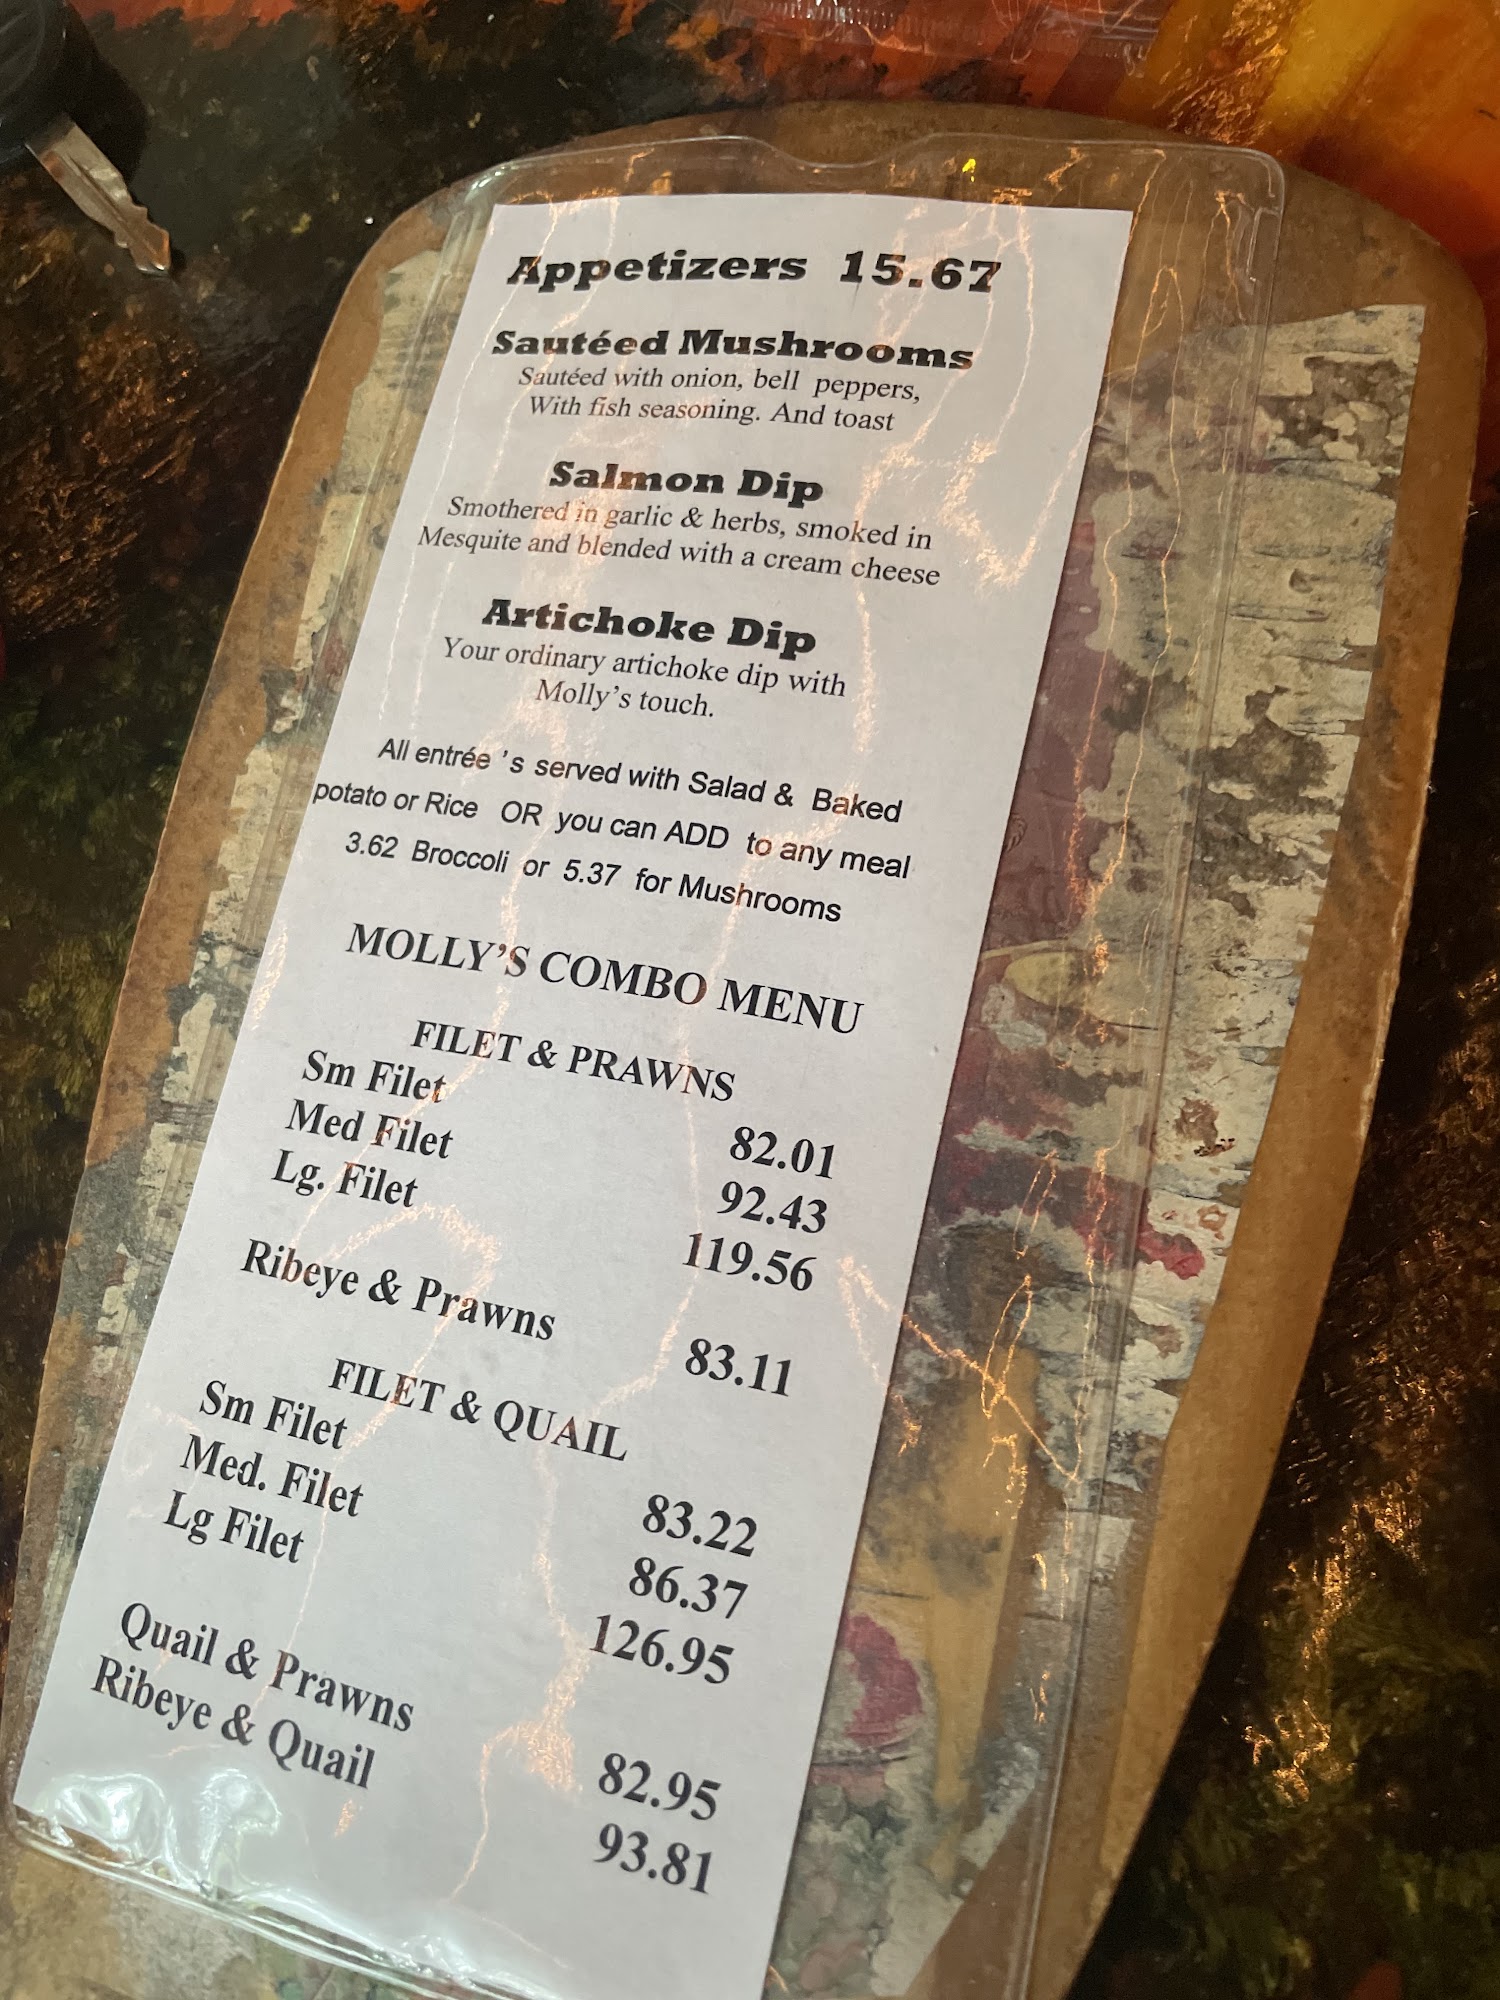 Appetizers 15.67
Sautéed Mushrooms
Sautéed with onion, bell peppers,
With fish seasoning. And toast
Salmon Dip
Smothered in garlic & herbs, smoked in
Mesquite and blended with a cream cheese
Artichoke Dip
Your ordinary artichoke dip with
Molly's touch.
All entrée 's served with Salad & Baked
potato or Rice OR you can ADD to any meal
3.62 Broccoli or 5.37 for Mushrooms
MOLLY'S COMBO MENU
FILET & PRAWNS
Sm Filet 82.01
Med Filet 92.43
Lg. Filet 119.56
Ribeye & Prawns 83.11
FILET & QUAIL
Sm Filet 83.22
Med. Filet 86.37
Lg Filet 126.95
Quail & Prawns 82.95
Ribeye & Quail 93.81